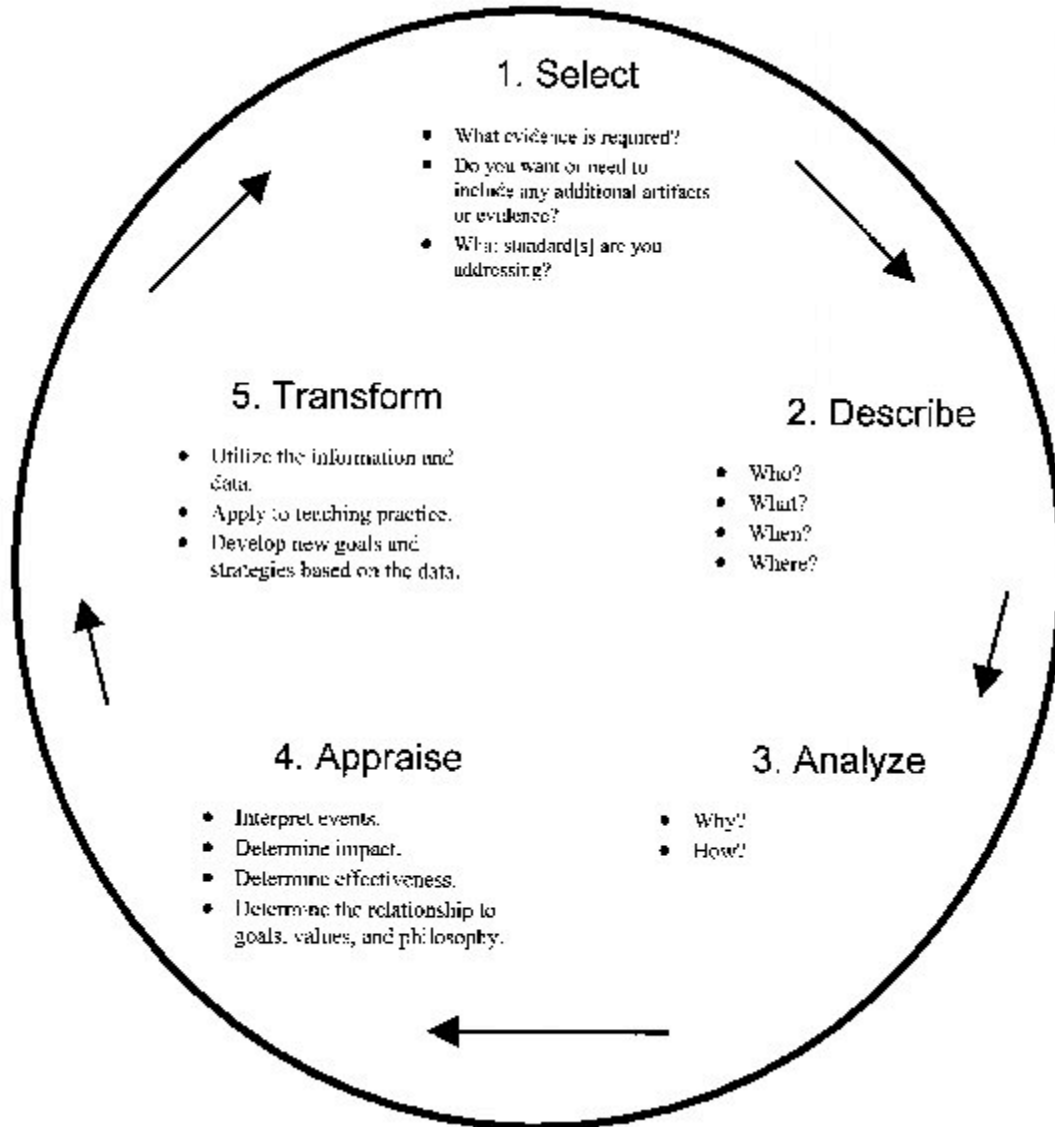 1. Select
• What evidence is required?
• Do you want or need to
include any additional artifacts
or evidence?
• What standard[s] are you
addressing?
2. Describe
• Who?
• What?
• When?
• Where?
3. Analyze
• Why?
• How?
4. Appraise
• Interpret events.
• Determine impact.
• Determine effectiveness.
• Determine the relationship to
goals, values, and philosophy.
5. Transform
• Utilize the information and
data.
• Apply to teaching practice.
• Develop new goals and
strategies based on the data.